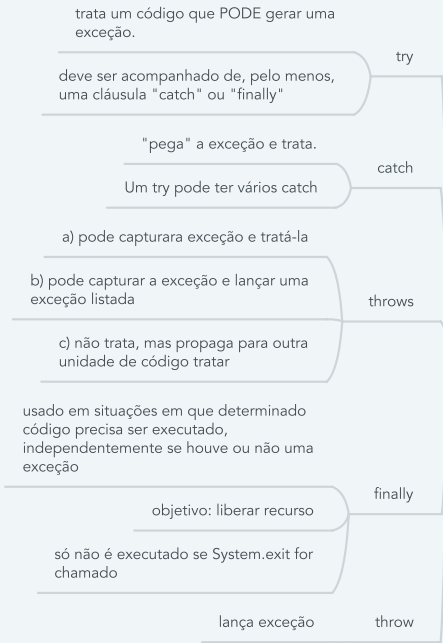 trata um código que PODE gerar uma
exceção.
try
deve ser acompanhado de, pelo menos,
uma cláusula "catch" ou "finally"
"pega" a exceção e trata.
catch
Um try pode ter vários catch
a) pode capturara exceção e tratá-la
b) pode capturar a exceção e lançar uma
exceção listada
throws
c) não trata, mas propaga para outra
unidade de código tratar
usado em situações em que determinado
código precisa ser executado,
independentemente se houve ou não uma
exceção
finally
objetivo: liberar recurso
só não é executado se System.exit for
chamado
lança exceção
throw